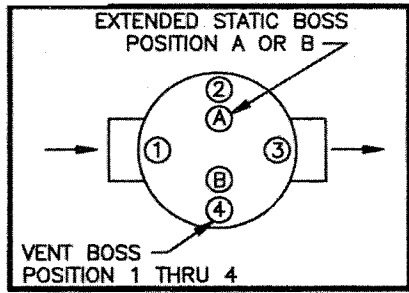 EXTENDED STATIC BOSS
POSITION A OR B
2
A
1
3
B
4
VENT BOSS
POSITION 1 THRU 4